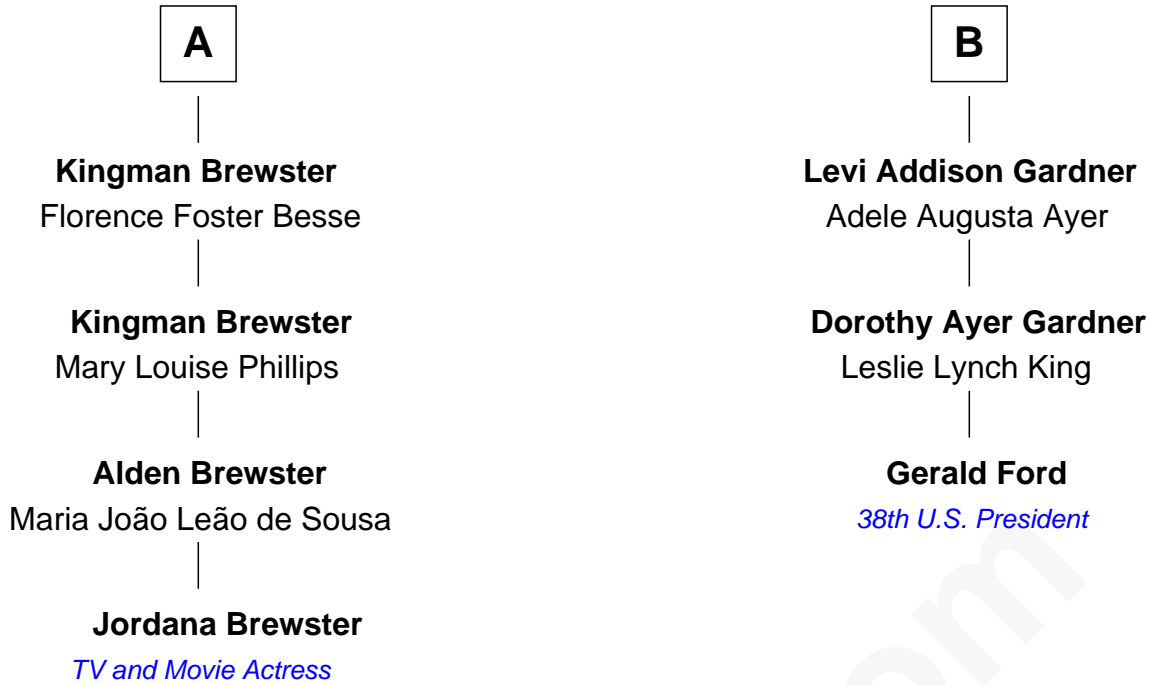 A
Kingman Brewster
Florence Foster Besse
Kingman Brewster
Mary Louise Phillips
Alden Brewster
Maria João Leão de Sousa
Jordana Brewster
TV and Movie Actress
B
Levi Addison Gardner
Adele Augusta Ayer
Dorothy Ayer Gardner
Leslie Lynch King
Gerald Ford
38th U.S. President
om